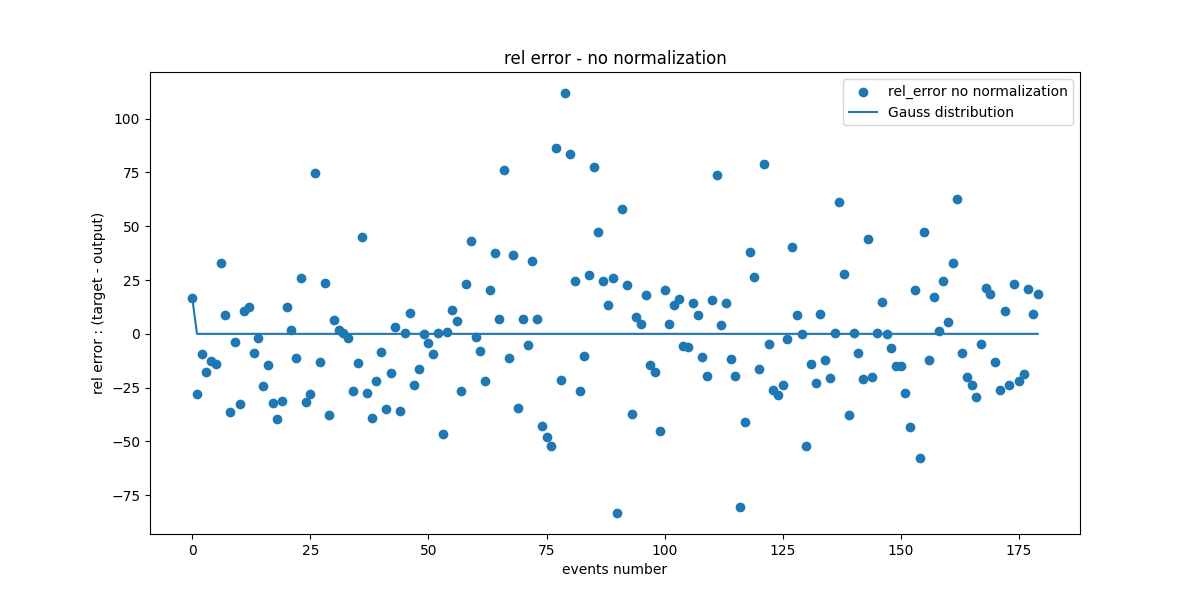 rel error - no normalization
rel_error no normalization
Gauss distribution
rel error : (target - output)
100
75
50
25
0
−25
−50
−75
0 25 50 75 100 125 150 175
events number